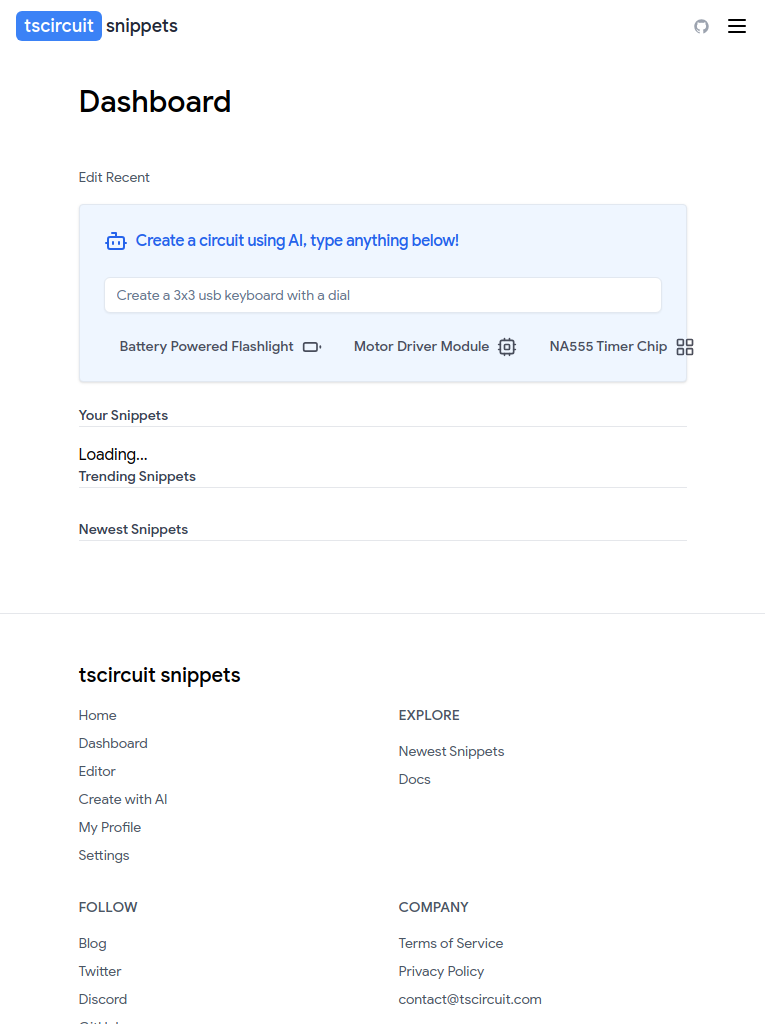 tscircuit snippets
Dashboard
Edit Recent
Create a circuit using AI, type anything below!
Create a 3x3 usb keyboard with a dial
Battery Powered Flashlight
Motor Driver Module
NA555 Timer Chip
Your Snippets
Loading...
Trending Snippets
Newest Snippets
tscircuit snippets
Home
Dashboard
Editor
Create with AI
My Profile
Settings
EXPLORE
Newest Snippets
Docs
FOLLOW
Blog
Twitter
Discord
GitHub
COMPANY
Terms of Service
Privacy Policy
contact@tscircuit.com